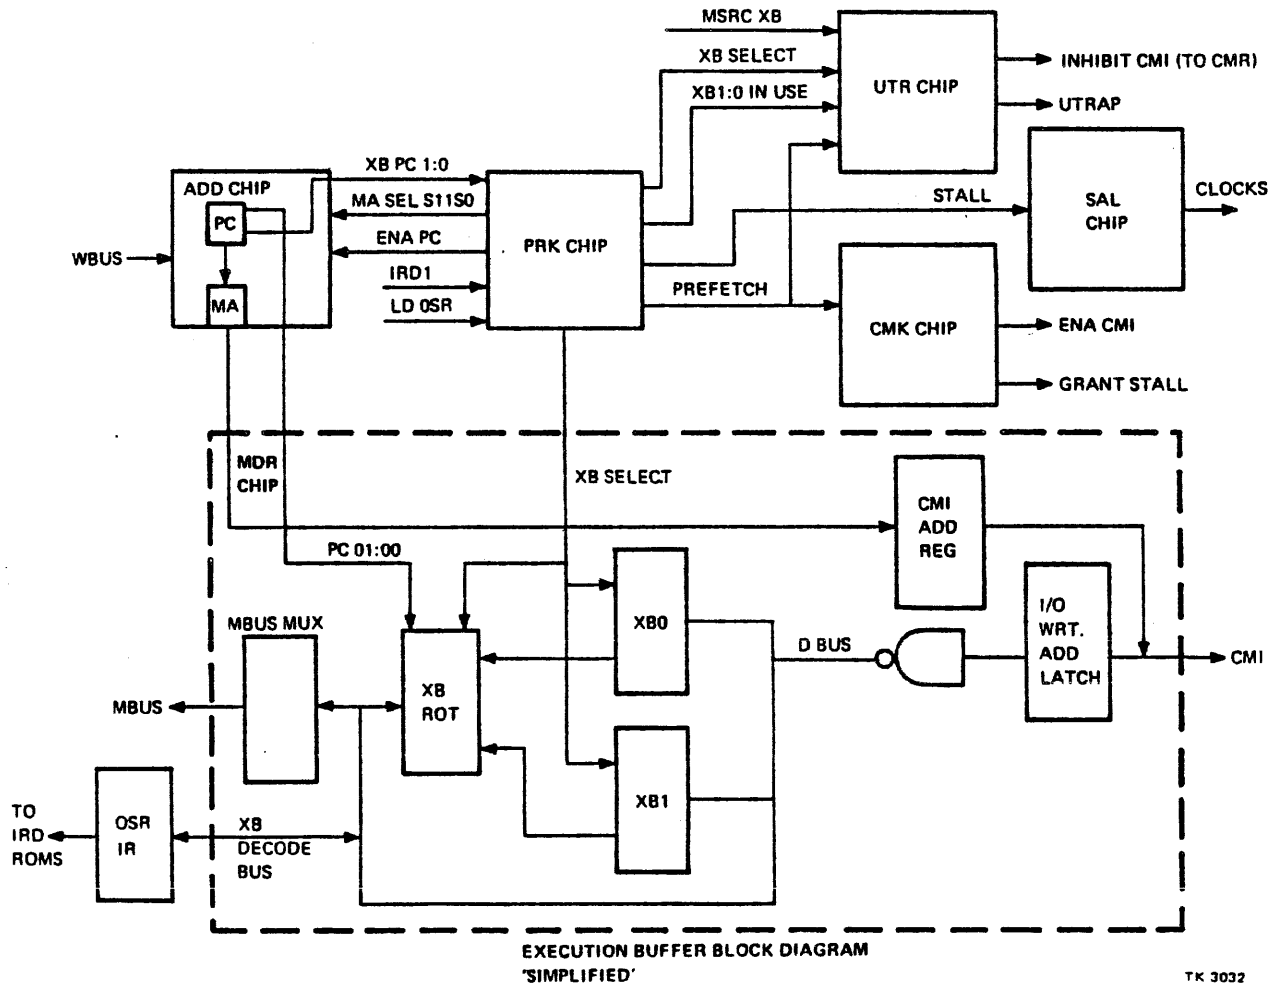 MSRC XB
XB SELECT
XB1:0 IN USE
UTR CHIP
INHIBIT CMI (TO CMR)
UTRAP
XB PC 1:0
ADD CHIP
MA SEL S11S0
PC
ENA PC
WBUS
IRD1
MA
LD 0SR
PRK CHIP
STALL
SAL
CHIP
CLOCKS
PREFETCH
CMK CHIP
ENA CMI
GRANT STALL
MDR
CHIP
XB SELECT
CMI
ADD
REG
PC 01:00
I/O
WRT.
ADD
LATCH
MBUS MUX
XB0
D BUS
CMI
MBUS
XB
ROT
XB1
TO
IRD
ROMS
OSR
IR
XB
DECODE
BUS
EXECUTION BUFFER BLOCK DIAGRAM
'SIMPLIFIED'
TK 3032